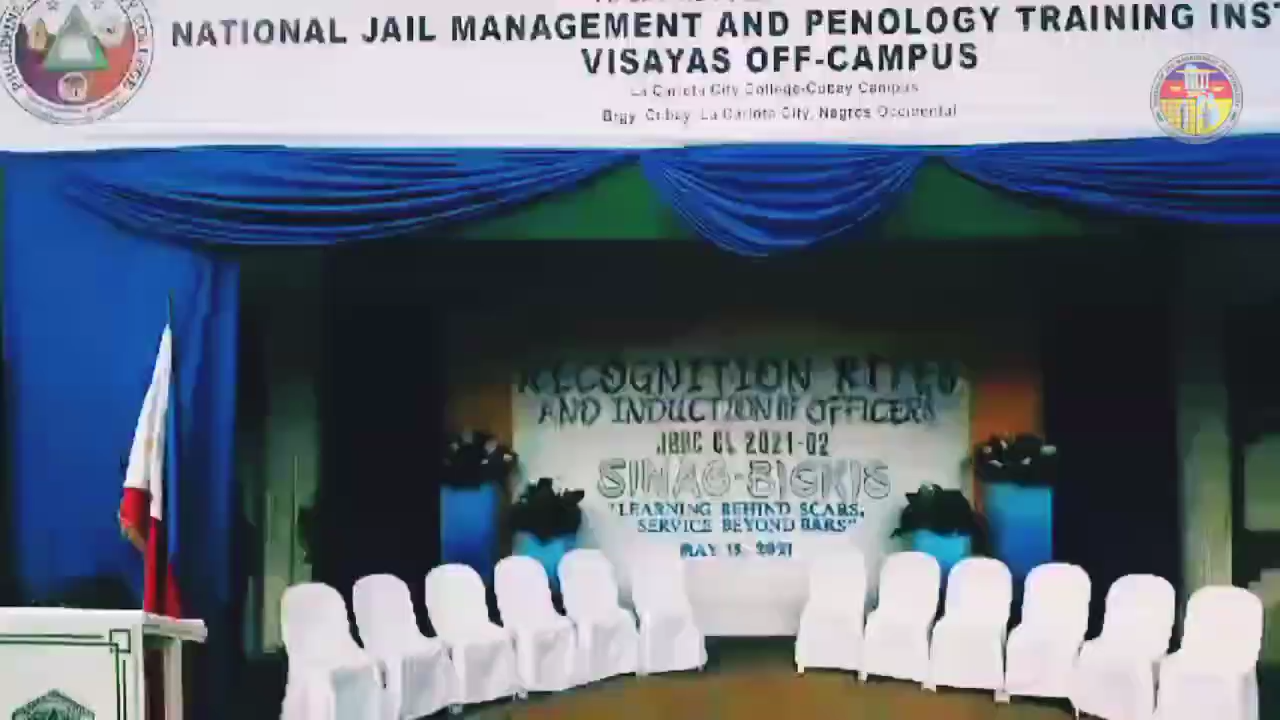 NATIONAL JAIL MANAGEMENT AND PENOLOGY TRAINING INS
VISAYAS OFF-CAMPUS
La Carlota City College-Cubay Campus
Brgy. Cubay, La Carlota City, Negros Occidental
RECOGNITION RITES
AND INDUCTION OF OFFICERS
JBRC CL 2021-02
SINAG-BIGKIS
"LEARNING BEHIND SCARS,
SERVICE BEYOND BARS"
MAY 15, 2021